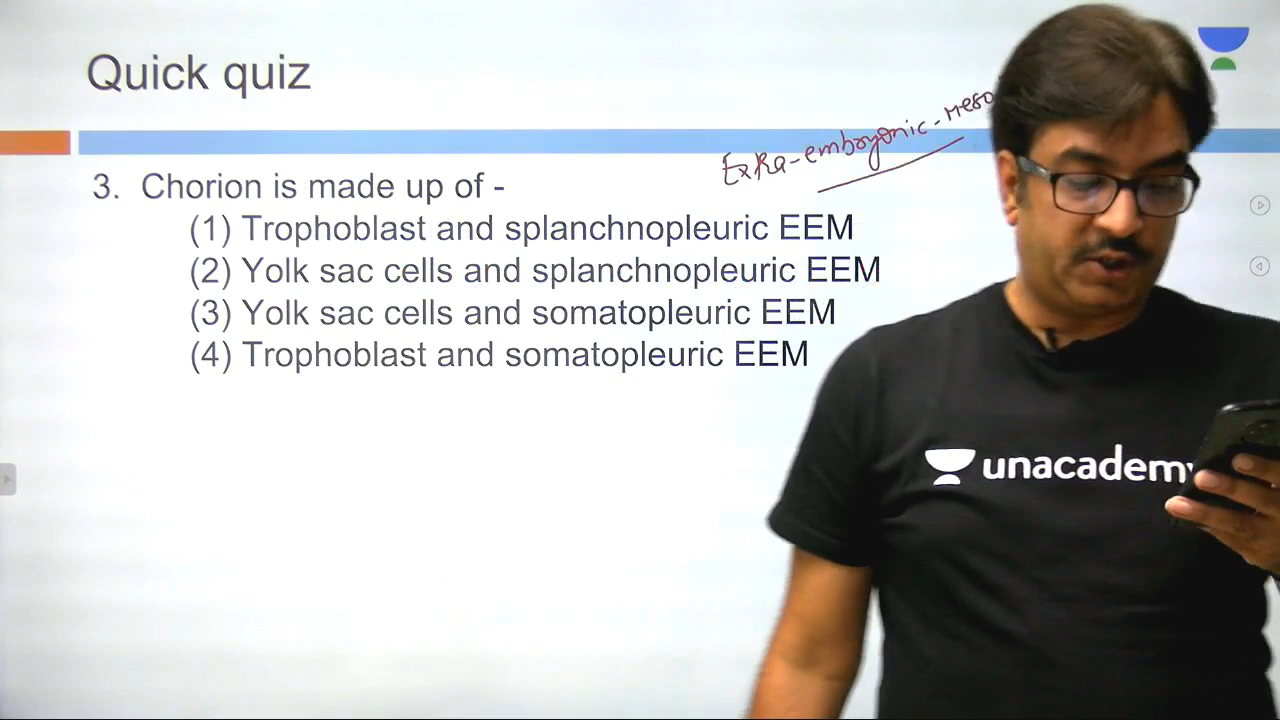 Quick quiz
Extra-embryonic-Meso
3. Chorion is made up of -
(1) Trophoblast and splanchnopleuric EEM
(2) Yolk sac cells and splanchnopleuric EEM
(3) Yolk sac cells and somatopleuric EEM
(4) Trophoblast and somatopleuric EEM
unacademy